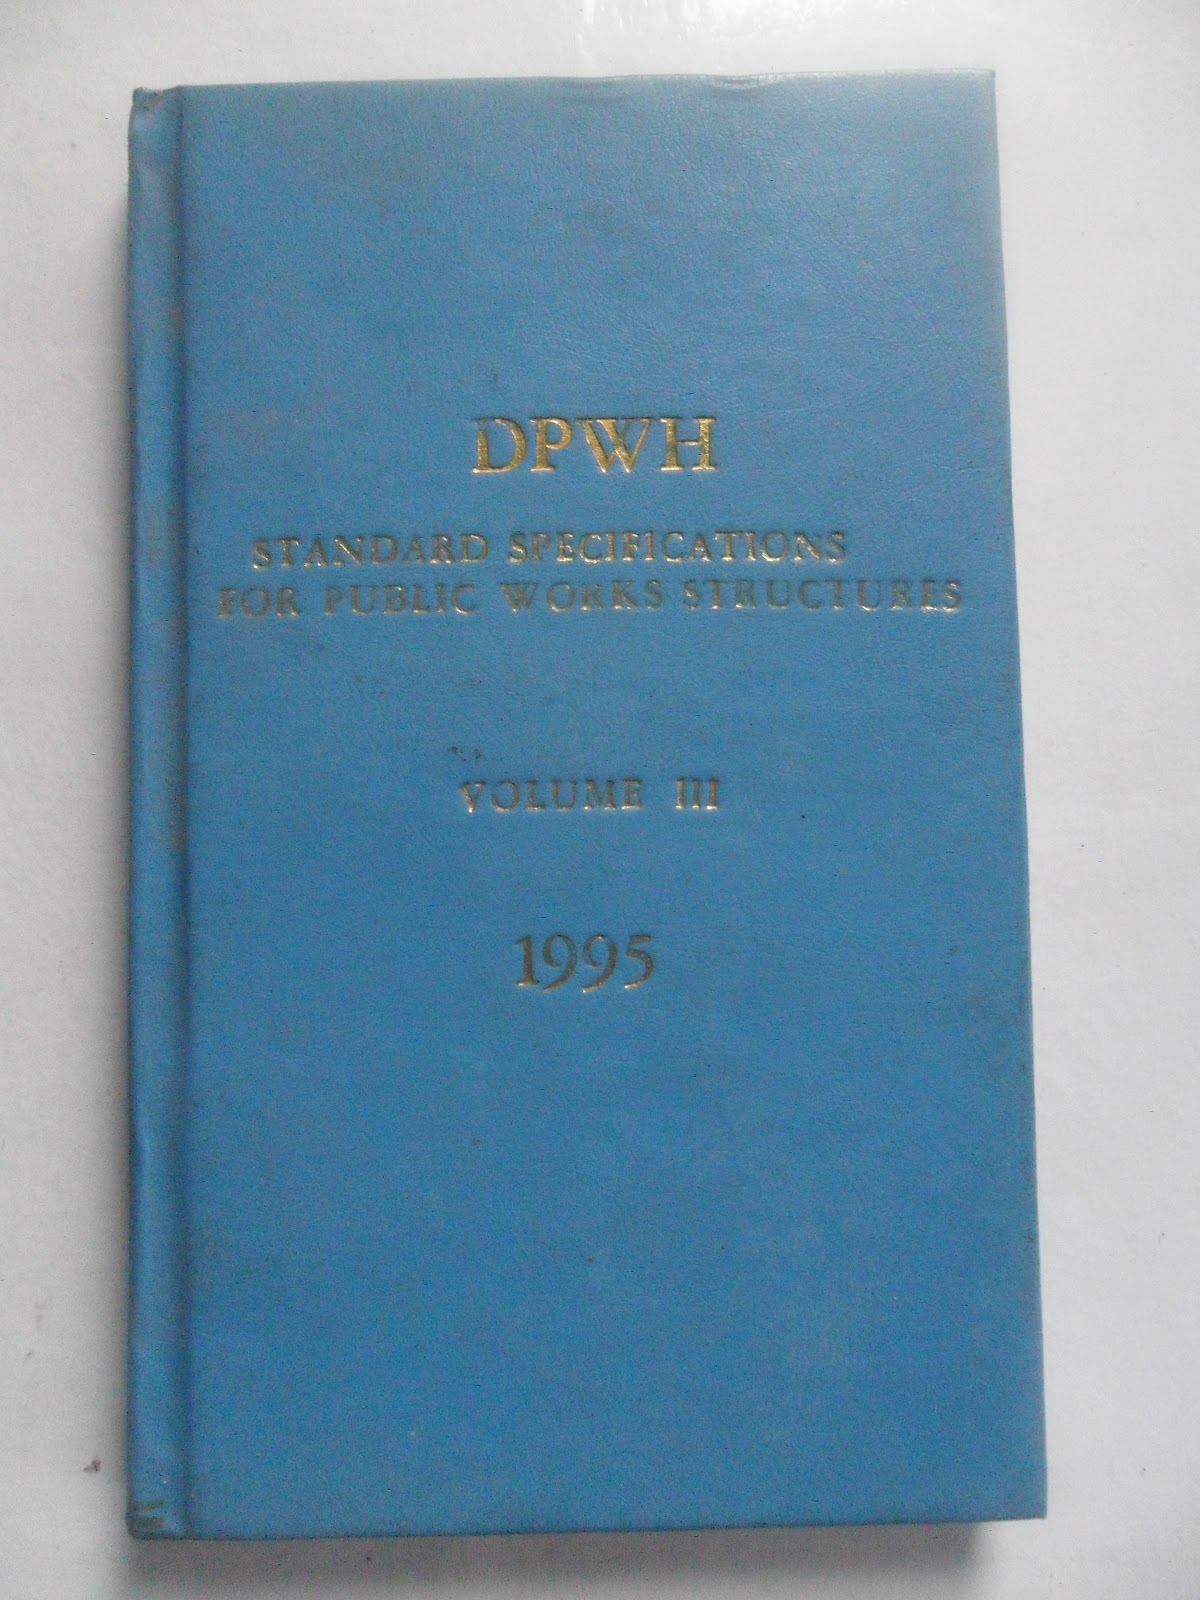 DPWH
STANDARD SPECIFICATIONS
FOR PUBLIC WORKS STRUCTURES
VOLUME III
1995